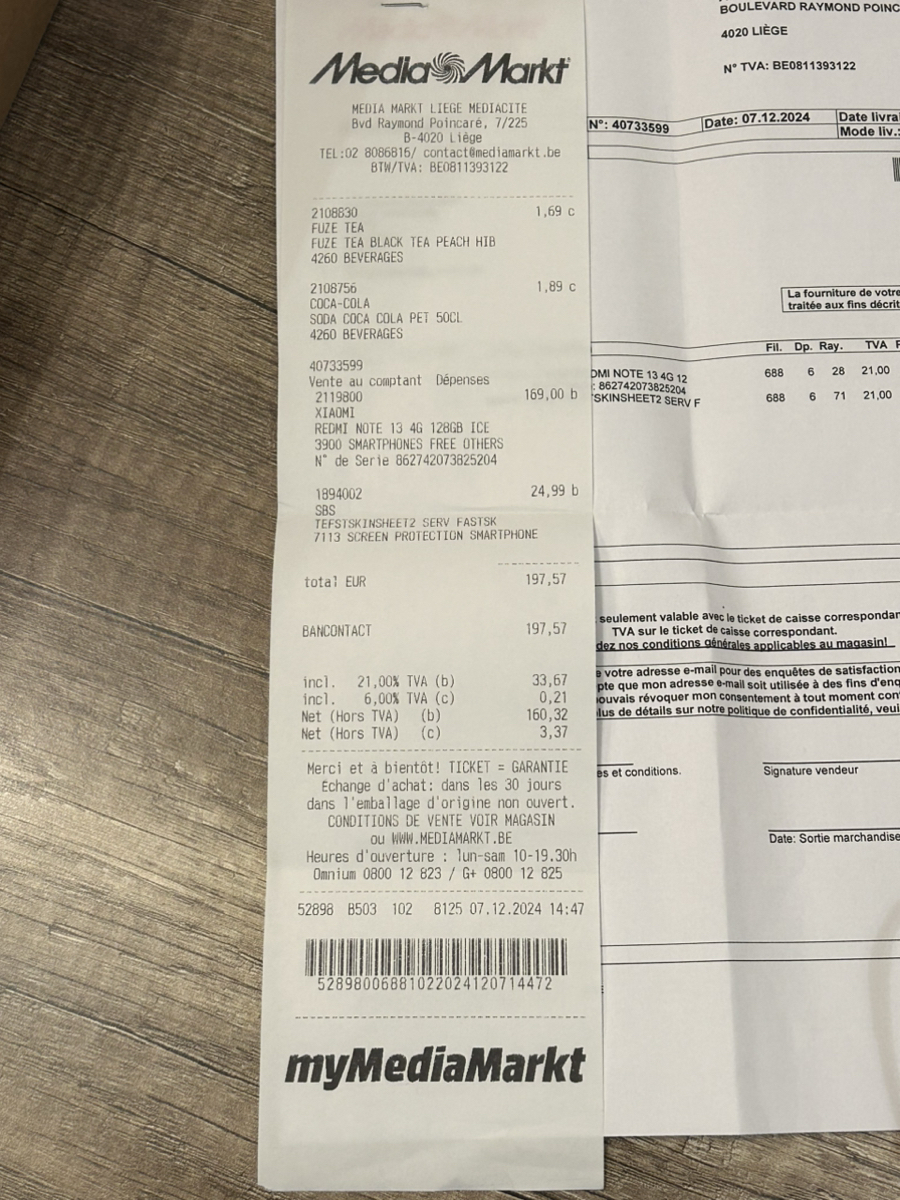 Media Markt
MEDIA MARKT LIEGE MEDIACITE
Bvd Raymond Poincaré, 7/225
B-4020 Liège
TEL:02 8086816/ contact@mediamarkt.be
BTW/TVA: BE0811393122
2108830 1,69 c
FUZE TEA
FUZE TEA BLACK TEA PEACH HIB
4260 BEVERAGES
2108756 1,89 c
COCA-COLA
SODA COCA COLA PET 50CL
4260 BEVERAGES
40733599
Vente au comptant Dépenses
2119800 169,00 b
XIAOMI
REDMI NOTE 13 4G 128GB ICE
3900 SMARTPHONES FREE OTHERS
N° de Serie 862742073825204
1894002 24,99 b
SBS
TEFSTSKINSHEET2 SERV FASTSK
7113 SCREEN PROTECTION SMARTPHONE
total EUR 197,57
BANCONTACT 197,57
incl. 21,00% TVA (b) 33,67
incl. 6,00% TVA (c) 0,21
Net (Hors TVA) (b) 160,32
Net (Hors TVA) (c) 3,37
Merci et à bientôt! TICKET = GARANTIE
Échange d'achat: dans les 30 jours
dans l'emballage d'origine non ouvert.
CONDITIONS DE VENTE VOIR MAGASIN
ou WWW.MEDIAMARKT.BE
Heures d'ouverture : lun-sam 10-19.30h
Omnium 0800 12 823 / G+ 0800 12 825
52898 B503 102 8125 07.12.2024 14:47
5289800688102202412071 4472
myMediaMarkt
BOULEVARD RAYMOND POINC
4020 LIÈGE
N° TVA: BE0811393122
N°: 40733599 Date: 07.12.2024 Date livra
Mode liv.:
La fourniture de votre
traitée aux fins décrit
Fil. Dp. Ray. TVA
DMI NOTE 13 4G 12 688 6 28 21,00
: 862742073825204
SKINSHEET2 SERV F 688 6 71 21,00
seulement valable avec le ticket de caisse correspondan
TVA sur le ticket de caisse correspondant.
dez nos conditions générales applicables au magasin!
e votre adresse e-mail pour des enquêtes de satisfaction
pte que mon adresse e-mail soit utilisée à des fins d'enq
ouvais révoquer mon consentement à tout moment con
lus de détails sur notre politique de confidentialité, veui
es et conditions. Signature vendeur
Date: Sortie marchandise